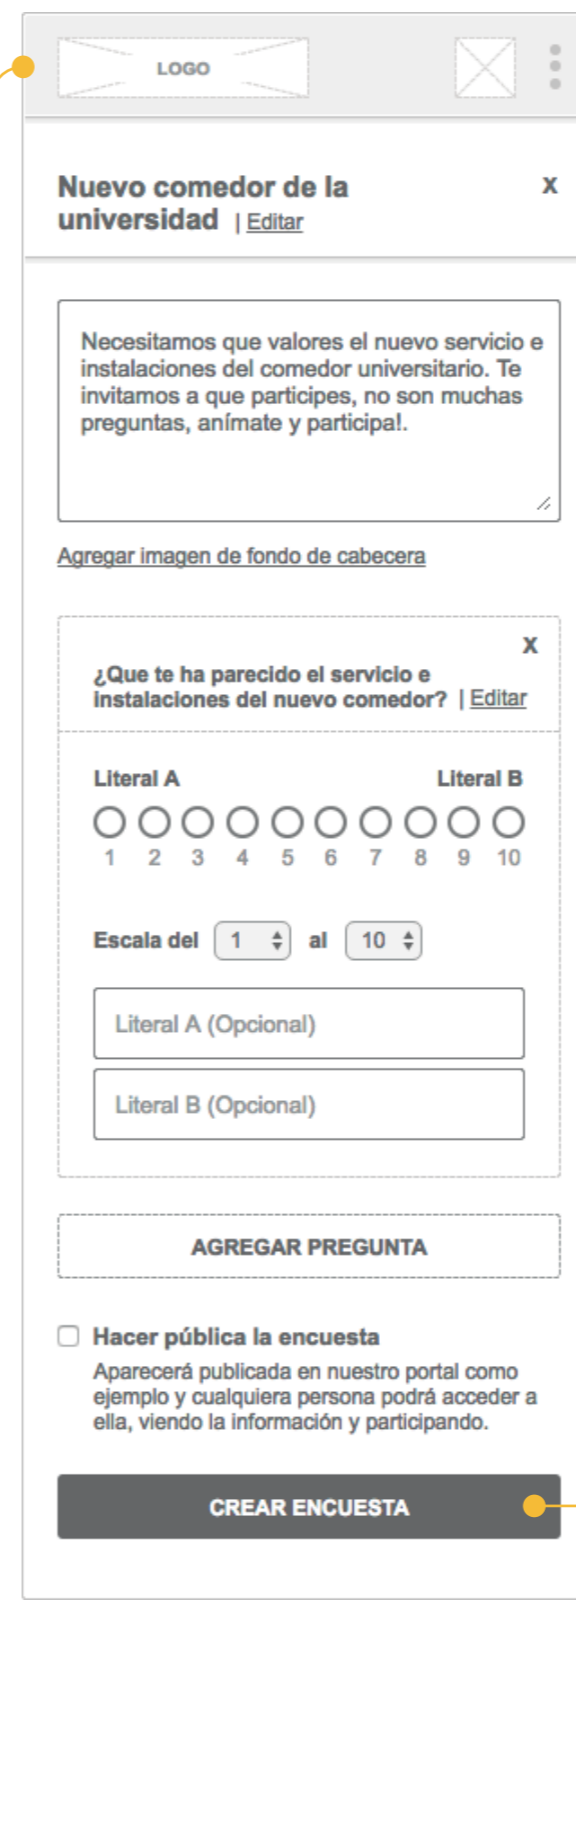 LOGO
Nuevo comedor de la
x
universidad | Editar
Necesitamos que valores el nuevo servicio e
instalaciones del comedor universitario. Te
invitamos a que participes, no son muchas
preguntas, anímate y participa!.
Agregar imagen de fondo de cabecera
x
¿Que te ha parecido el servicio e
instalaciones del nuevo comedor? | Editar
Literal A Literal B
1 2 3 4 5 6 7 8 9 10
Escala del 1 al 10
Literal A (Opcional)
Literal B (Opcional)
AGREGAR PREGUNTA
Hacer pública la encuesta
Aparecerá publicada en nuestro portal como
ejemplo y cualquiera persona podrá acceder a
ella, viendo la información y participando.
CREAR ENCUESTA